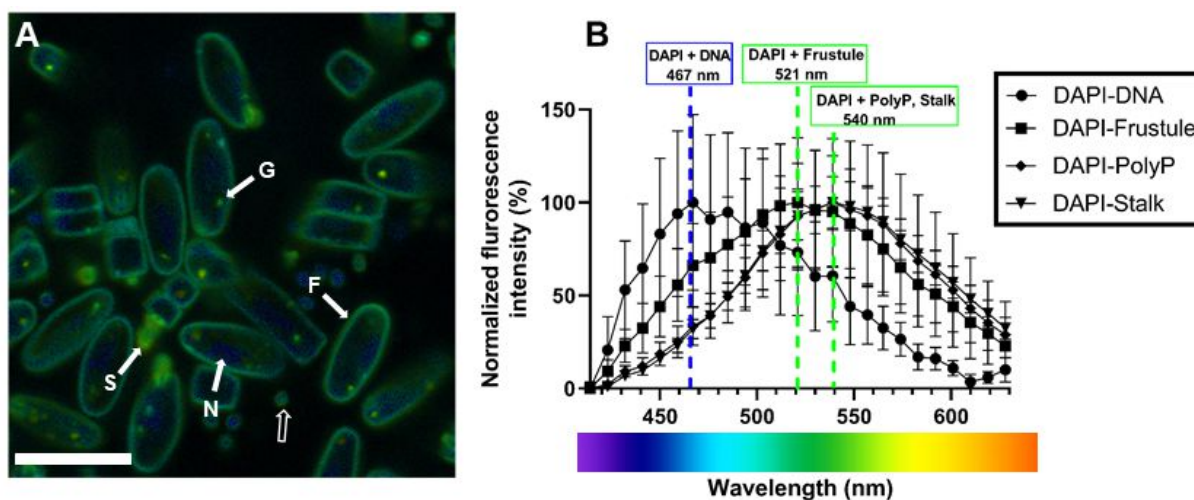 A
G
F
S
N
B
DAPI + DNA
467 nm
DAPI + Frustule
521 nm
DAPI + PolyP, Stalk
540 nm
DAPI-DNA
DAPI-Frustule
DAPI-PolyP
DAPI-Stalk
Normalized flurorescence
intensity (%)
150
100
50
0
450 500 550 600
Wavelength (nm)